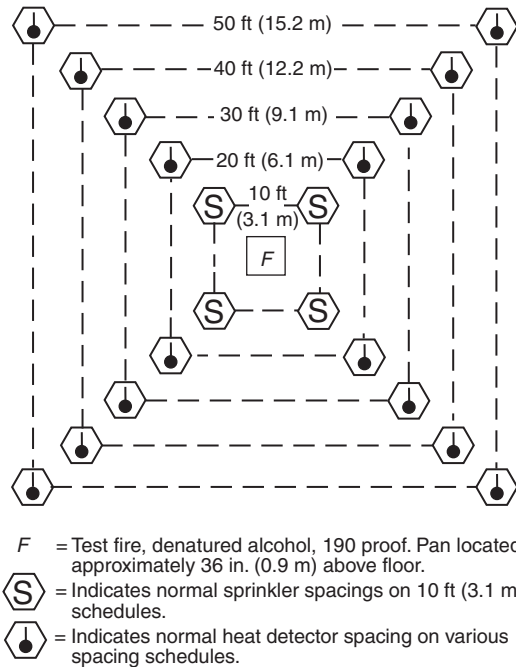 50 ft (15.2 m)
40 ft (12.2 m)
30 ft (9.1 m)
20 ft (6.1 m)
10 ft
S S
(3.1 m)
F
S S
F = Test fire, denatured alcohol, 190 proof. Pan located
approximately 36 in. (0.9 m) above floor.
S = Indicates normal sprinkler spacings on 10 ft (3.1 m
schedules.
= Indicates normal heat detector spacing on various
spacing schedules.